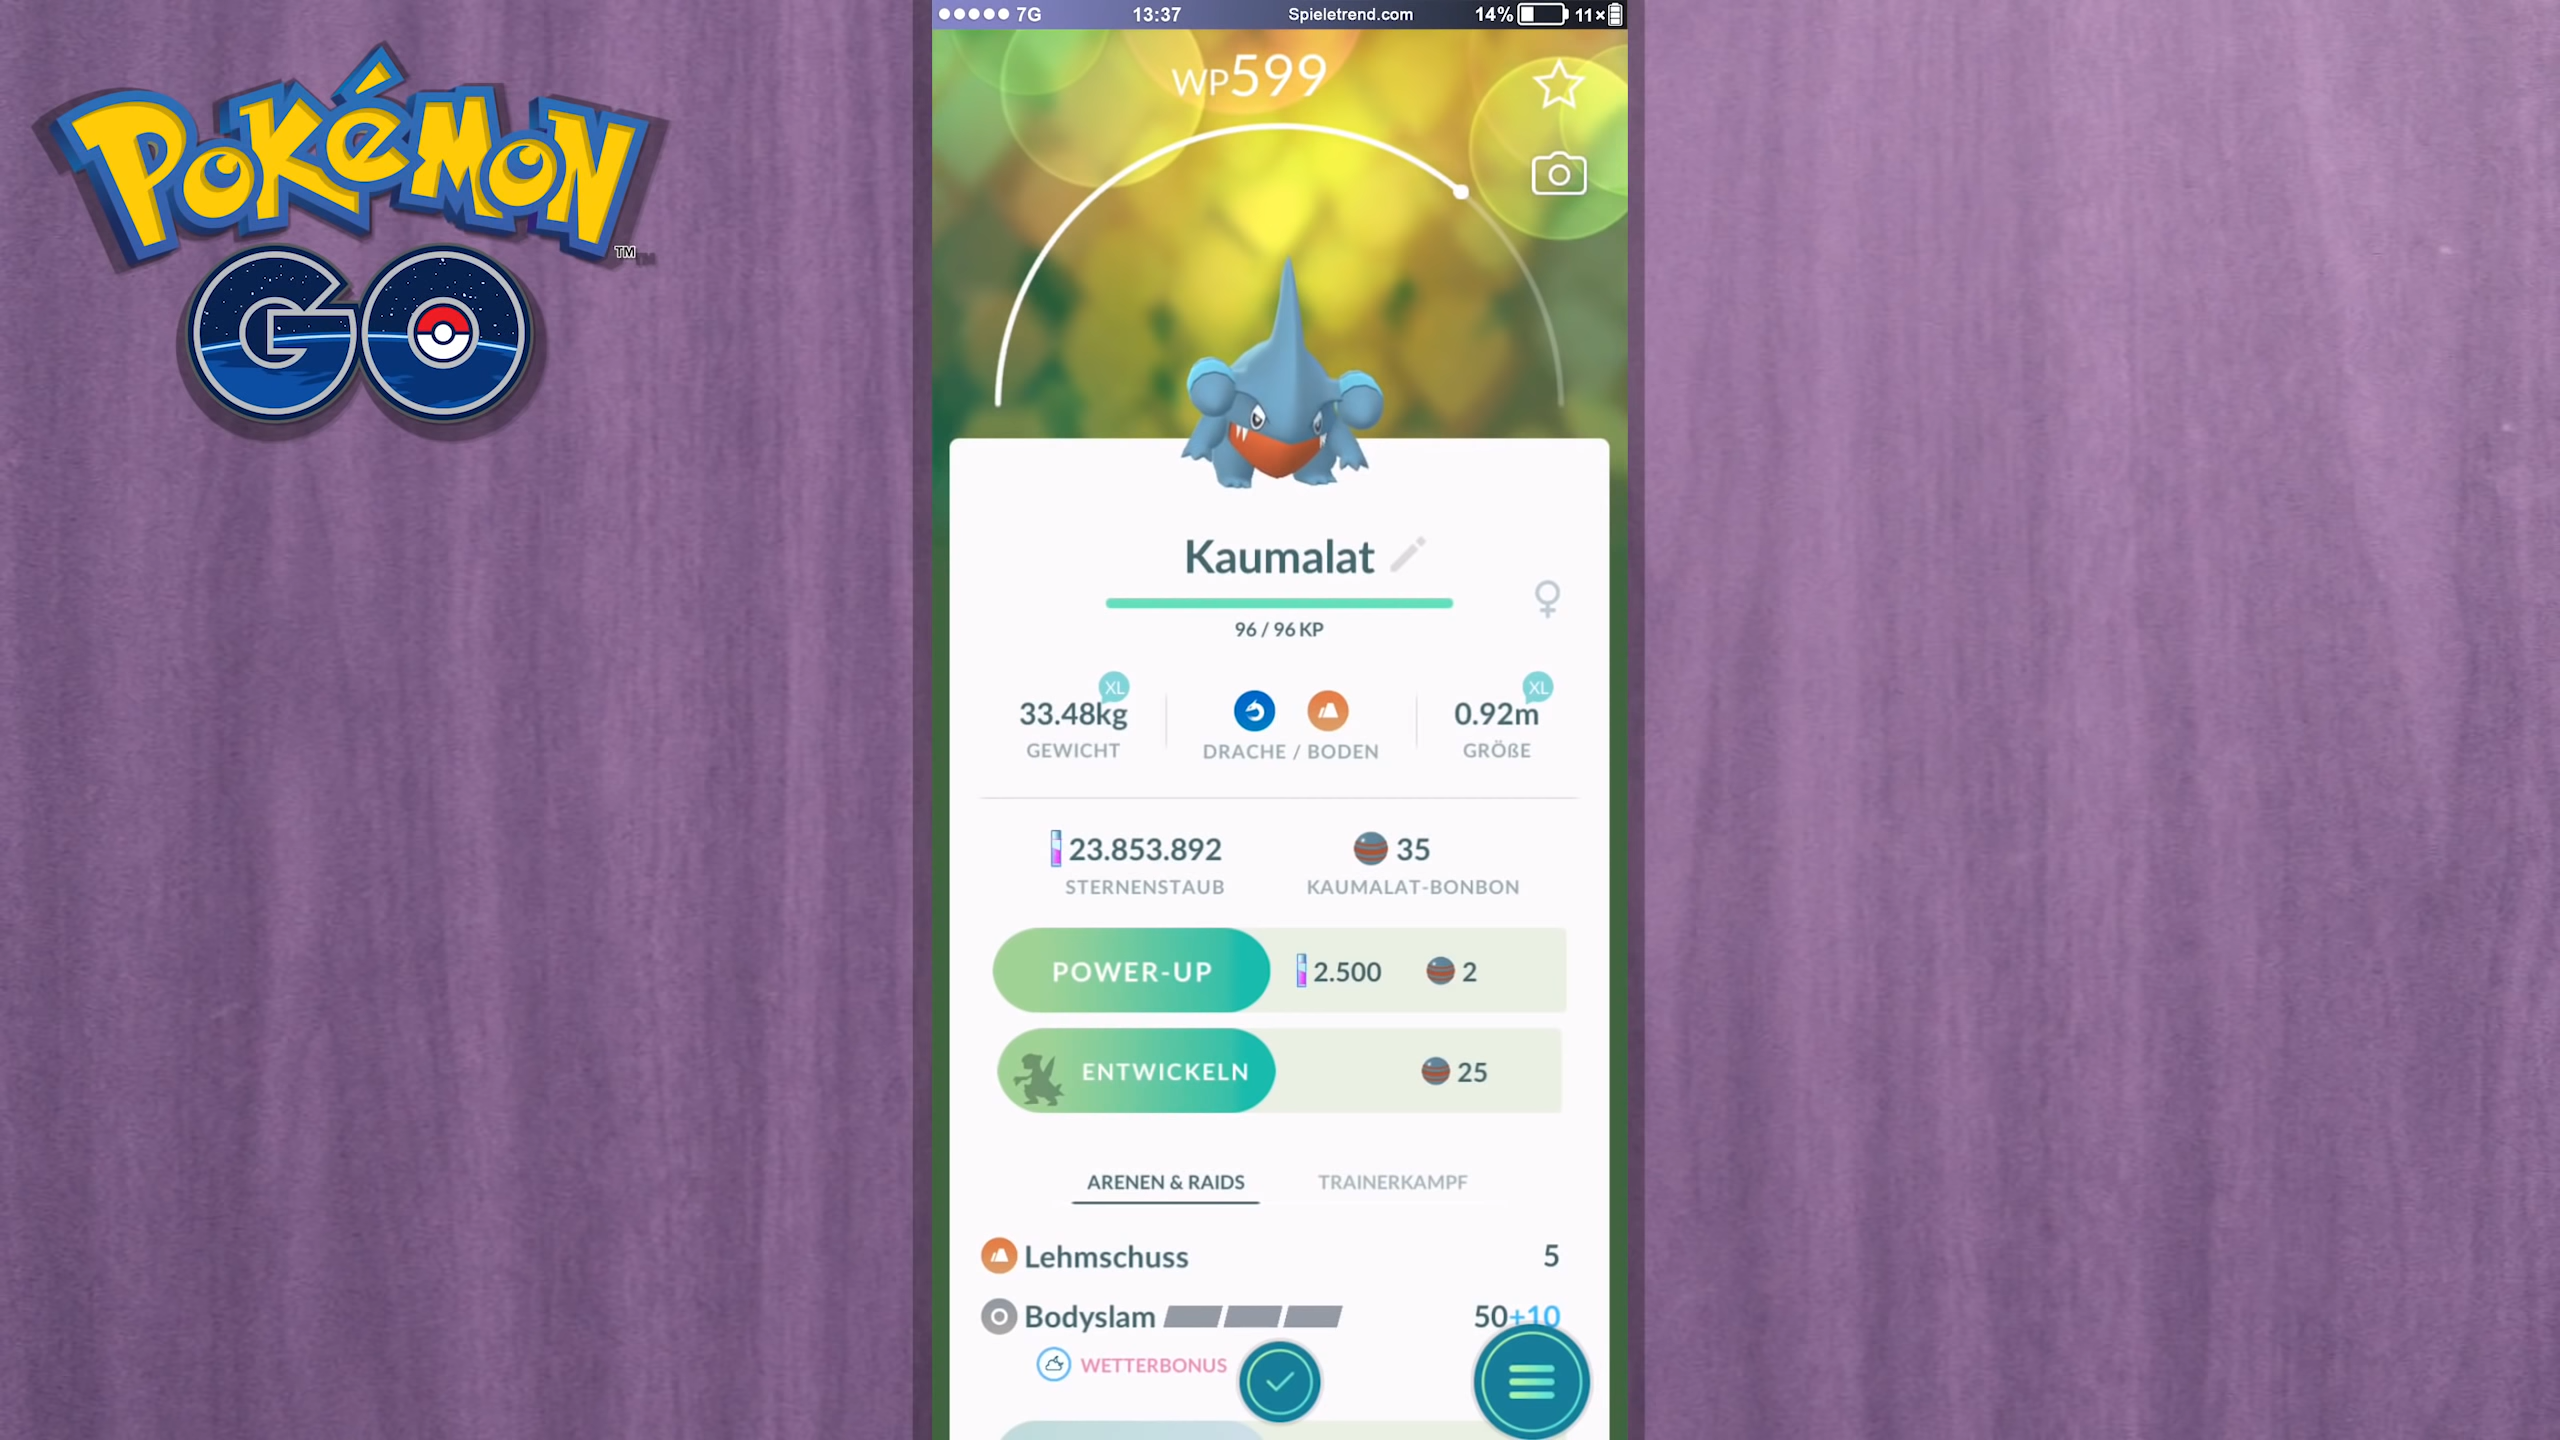 7G 13:37 Spieletrend.com 14% 11×
POKéMON
TM
GO
WP599
Kaumalat
96 / 96 KP
XL XL
33.48kg 0.92m
GEWICHT DRACHE / BODEN GRÖßE
23.853.892 35
STERNENSTAUB KAUMALAT-BONBON
POWER-UP 2.500 2
ENTWICKELN 25
ARENEN & RAIDS TRAINERKAMPF
Lehmschuss 5
Bodyslam 50+10
WETTERBONUS